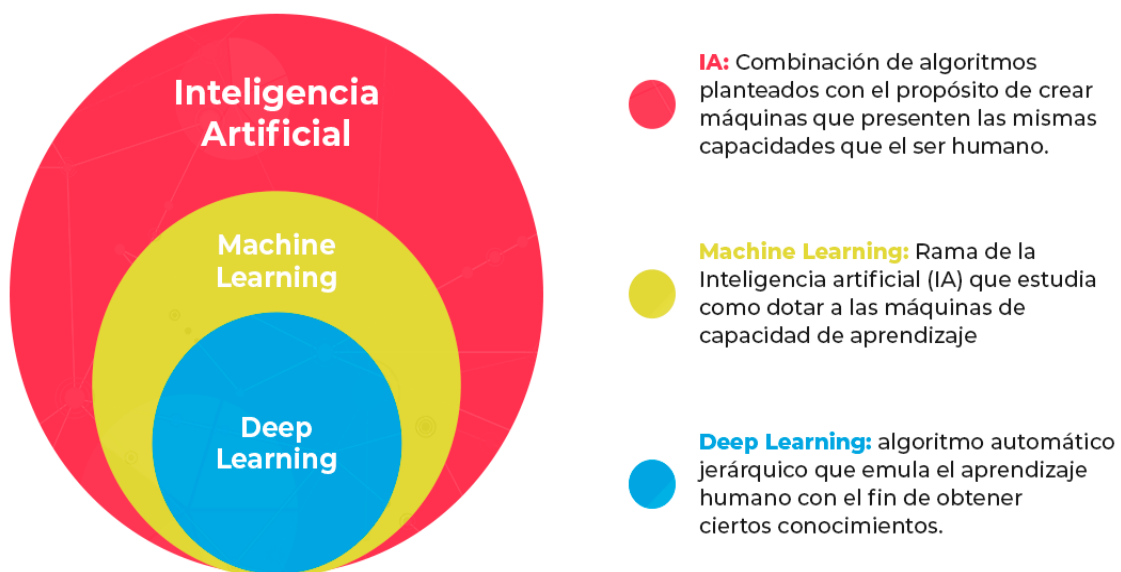 Inteligencia
Artificial
Machine
Learning
Deep
Learning
IA: Combinación de algoritmos
planteados con el propósito de crear
máquinas que presenten las mismas
capacidades que el ser humano.
Machine Learning: Rama de la
Inteligencia artificial (IA) que estudia
como dotar a las máquinas de
capacidad de aprendizaje
Deep Learning: algoritmo automático
jerárquico que emula el aprendizaje
humano con el fin de obtener
ciertos conocimientos.